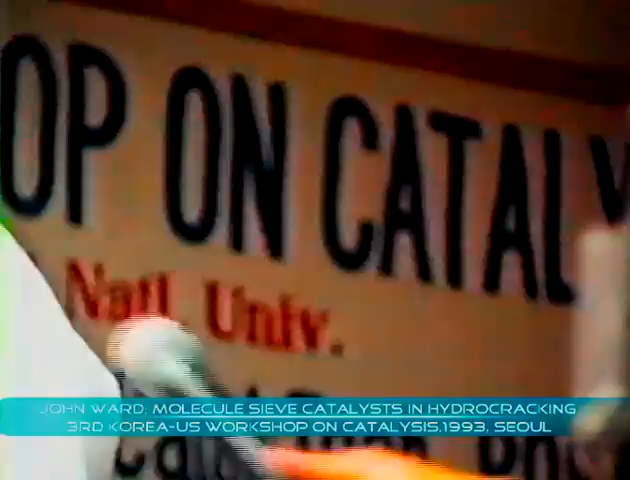 OP ON CATALY
Natl. Univ.
JOHN WARD: MOLECULE SIEVE CATALYSTS IN HYDROCRACKING
3RD KOREA-US WORKSHOP ON CATALYSIS,1993, SEOUL